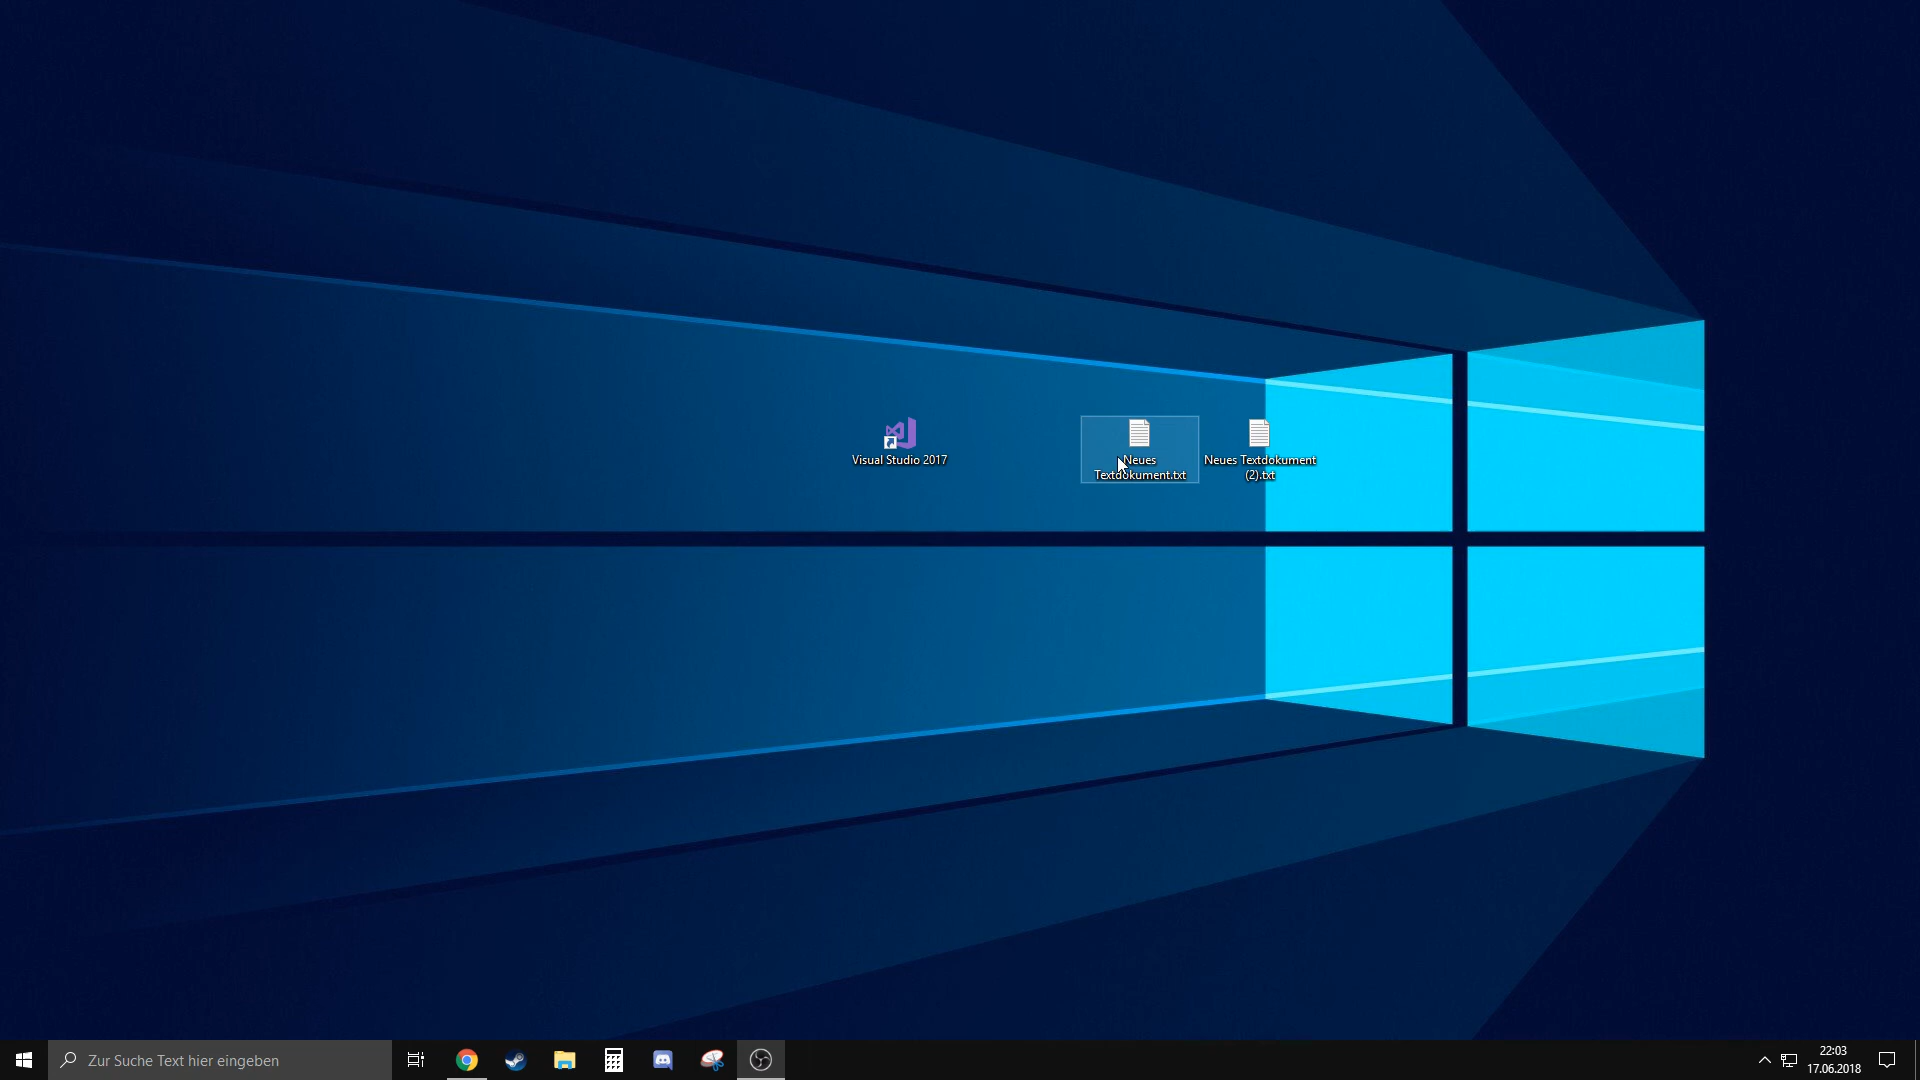 Visual Studio 2017
Neues
Textdokument.txt
Neues Textdokument
(2).txt
Zur Suche Text hier eingeben
22:03
17.06.2018